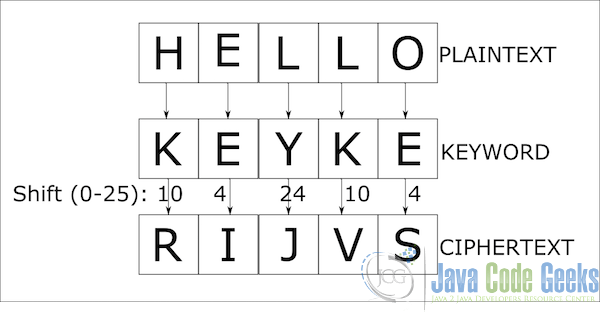 H E L L O PLAINTEXT
K E Y K E KEYWORD
Shift (0-25): 10 4 24 10 4
R I J V S CIPHERTEXT
JCG Java Code Geeks
JAVA 2 JAVA DEVELOPERS RESOURCE CENTER